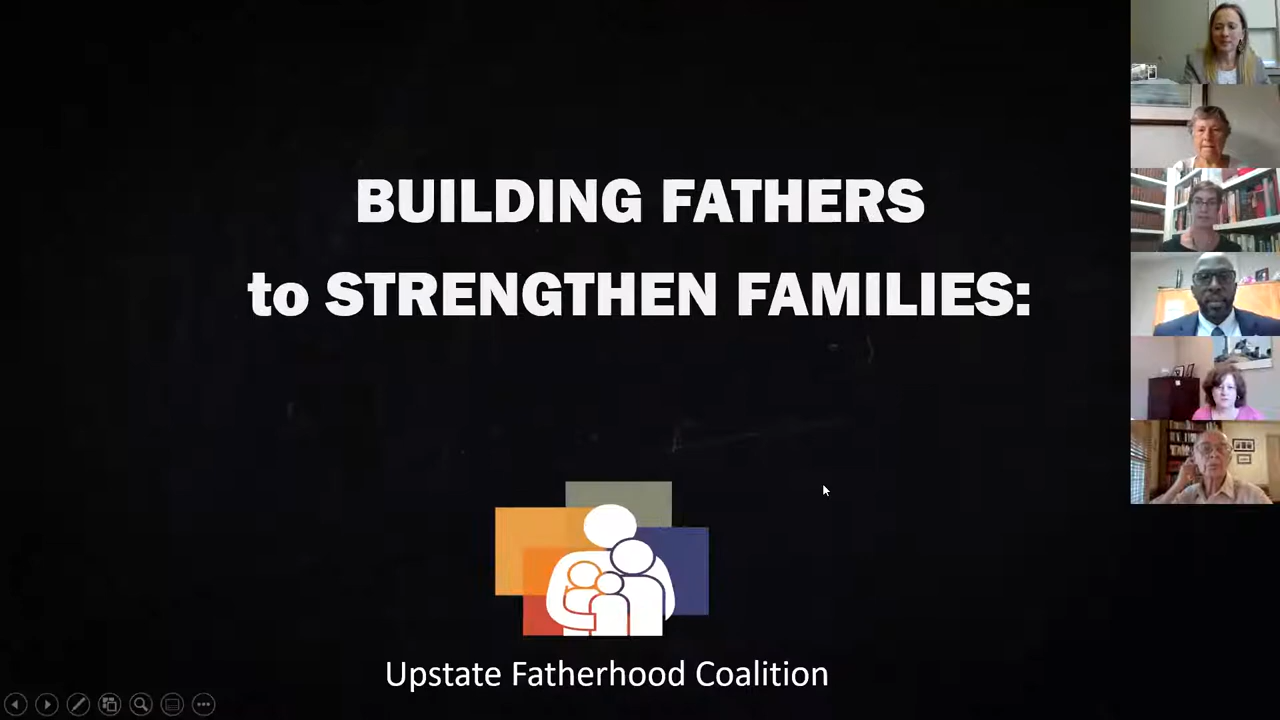 BUILDING FATHERS
to STRENGTHEN FAMILIES:
Upstate Fatherhood Coalition